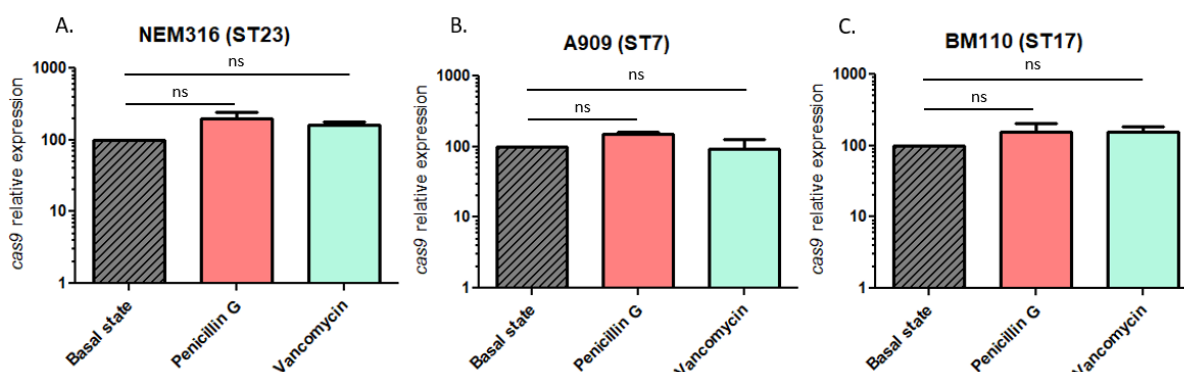 A.
NEM316 (ST23)
cas9 relative expression
1000
100
10
1
ns
ns
Basal state
Penicillin G
Vancomycin
B.
A909 (ST7)
cas9 relative expression
1000
100
10
1
ns
ns
Basal state
Penicillin G
Vancomycin
C.
BM110 (ST17)
cas9 relative expression
1000
100
10
1
ns
ns
Basal state
Penicillin G
Vancomycin